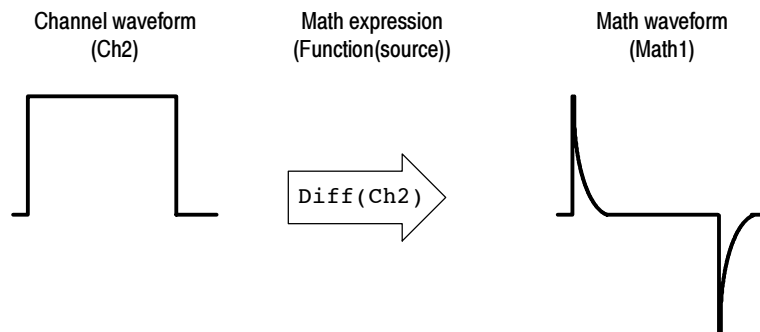 Channel waveform
(Ch2)
Math expression
(Function(source))
Math waveform
(Math1)
Diff(Ch2)